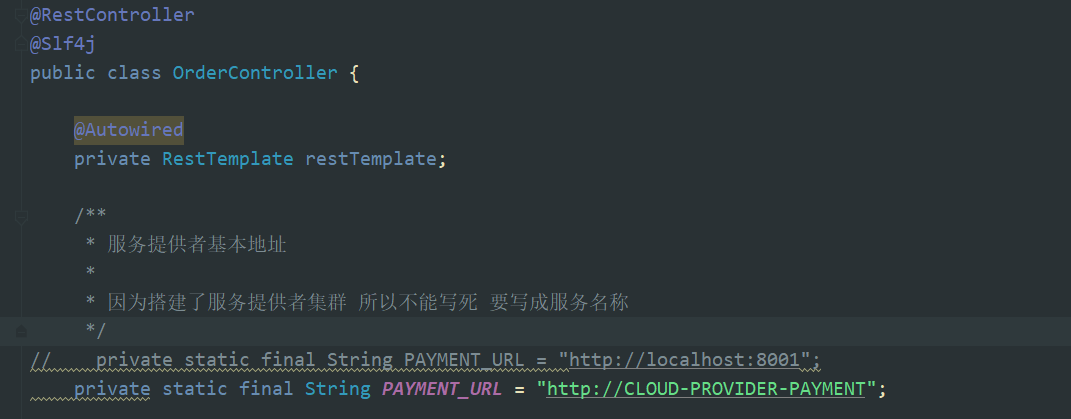 @RestController
@Slf4j
public class OrderController {
@Autowired
private RestTemplate restTemplate;
/**
* 服务提供者基本地址
*
* 因为搭建了服务提供者集群 所以不能写死 要写成服务名称
*/
// private static final String PAYMENT_URL = "http://localhost:8001";
private static final String PAYMENT_URL = "http://CLOUD-PROVIDER-PAYMENT";